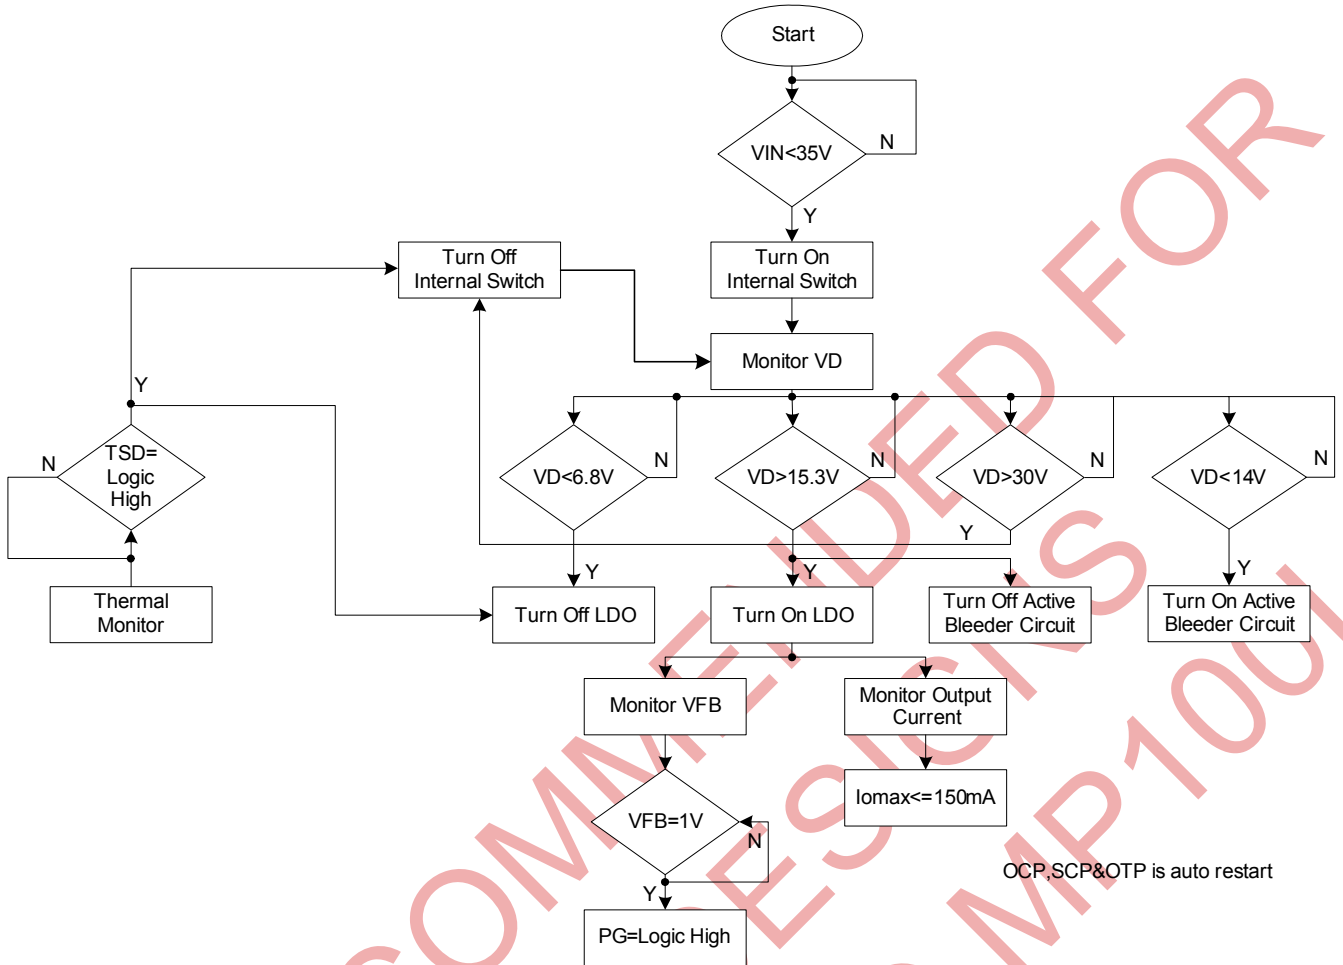 Start
VIN<35V
N
Y
Turn Off
Internal Switch
Turn On
Internal Switch
Monitor VD
Y
TSD=
Logic
High
N
VD<6.8V
N
VD>15.3V
N
VD>30V
N
VD<14V
N
Y
Y
Y
Y
Thermal
Monitor
Turn Off LDO
Turn On LDO
Turn Off Active
Bleeder Circuit
Turn On Active
Bleeder Circuit
Monitor VFB
Monitor Output
Current
VFB=1V
N
Iomax<=150mA
Y
OCP,SCP&OTP is auto restart
PG=Logic High
FOR
DESIGNS
MP100